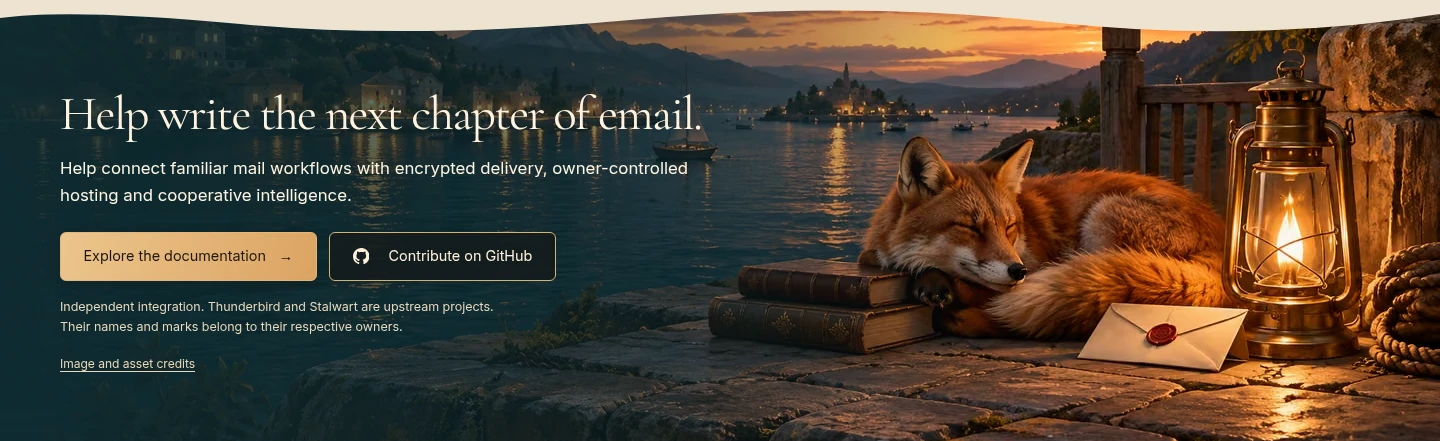 Help write the next chapter of email.
Help connect familiar mail workflows with encrypted delivery, owner-controlled
hosting and cooperative intelligence.
Explore the documentation →
Contribute on GitHub
Independent integration. Thunderbird and Stalwart are upstream projects.
Their names and marks belong to their respective owners.
Image and asset credits